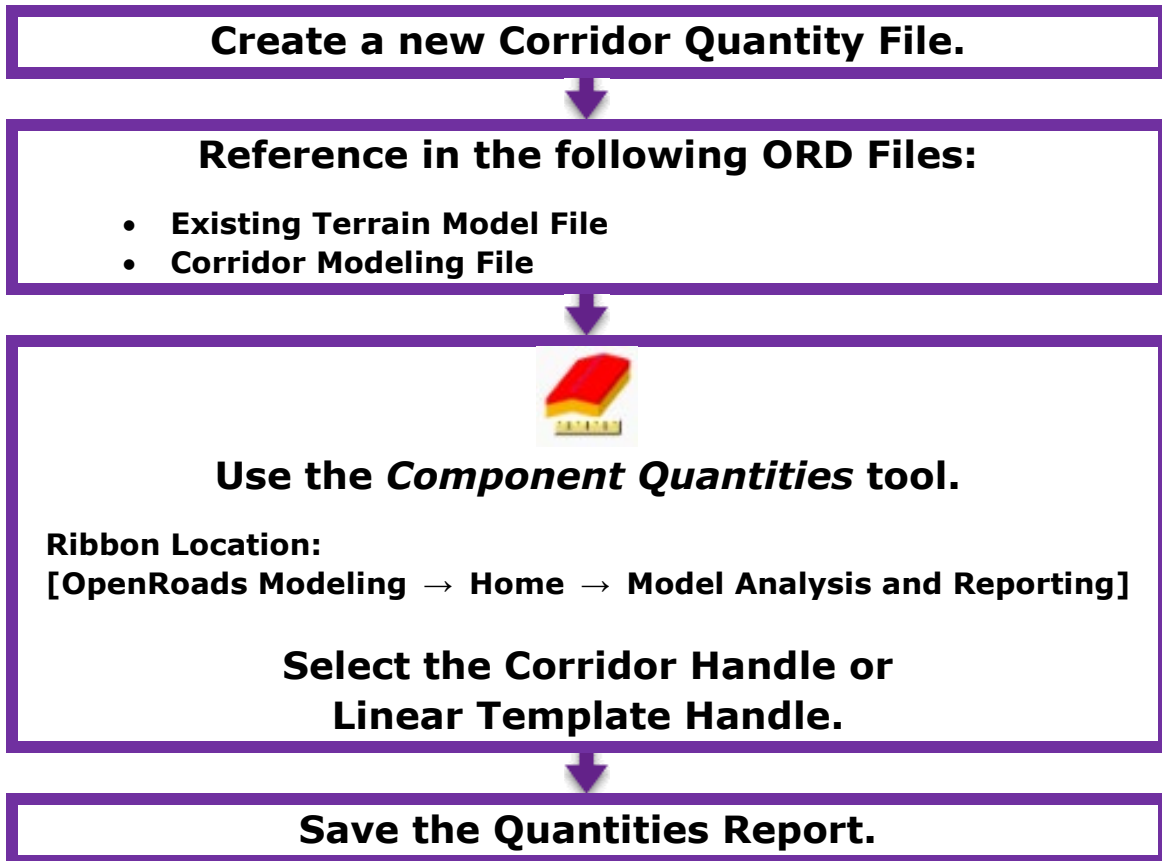 Create a new Corridor Quantity File.
Reference in the following ORD Files:
• Existing Terrain Model File
• Corridor Modeling File
Use the Component Quantities tool.
Ribbon Location:
[OpenRoads Modeling → Home → Model Analysis and Reporting]
Select the Corridor Handle or
Linear Template Handle.
Save the Quantities Report.